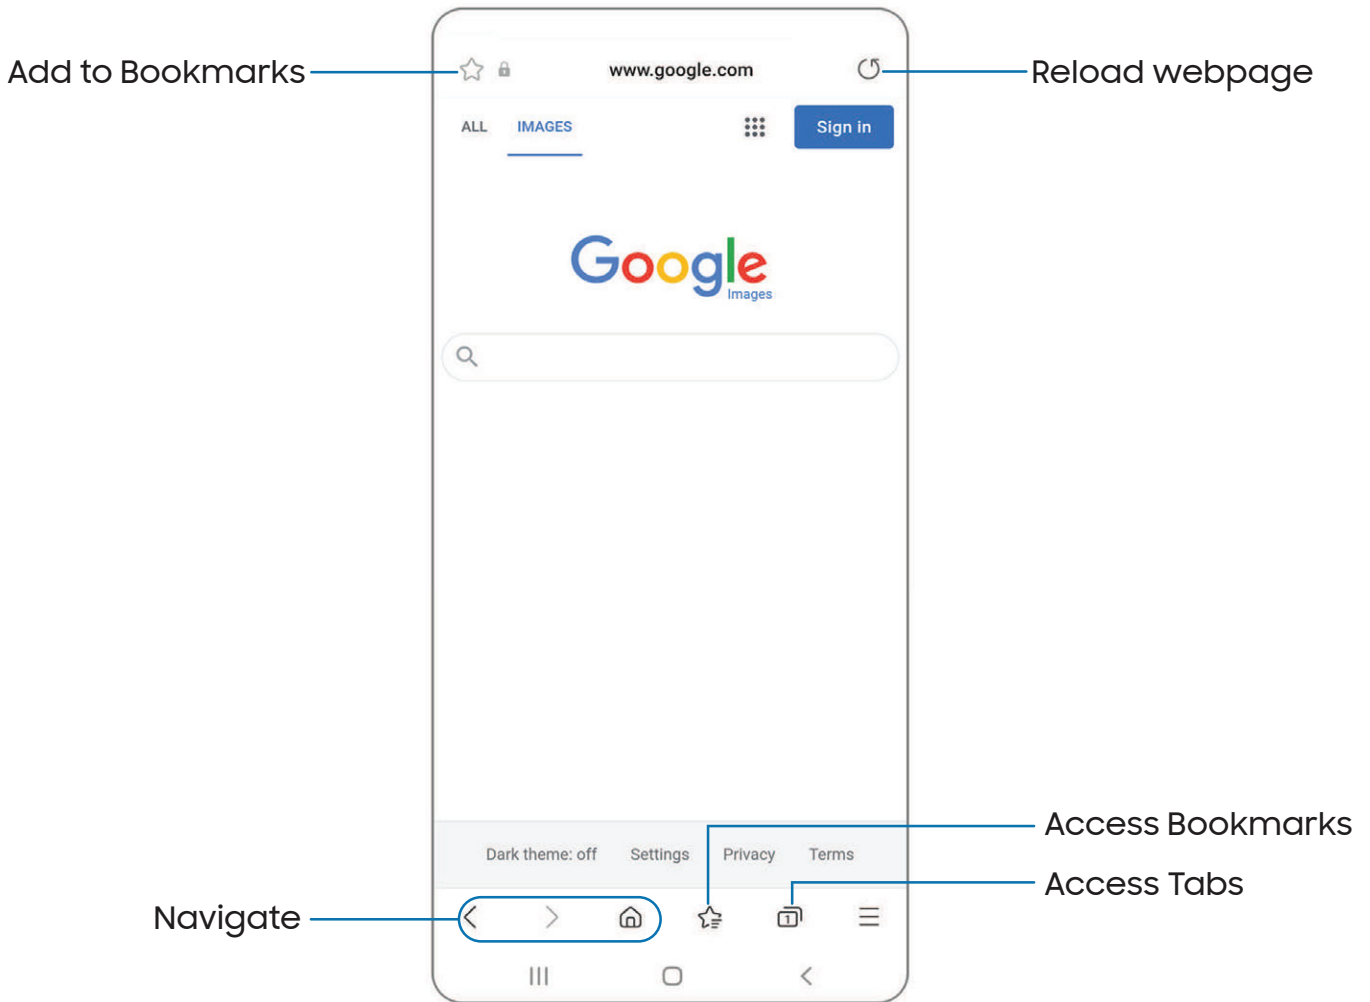 Add to Bookmarks
www.google.com
Reload webpage
ALL IMAGES
Sign in
Google
Images
Access Bookmarks
Dark theme: off Settings Privacy Terms
Access Tabs
Navigate
1